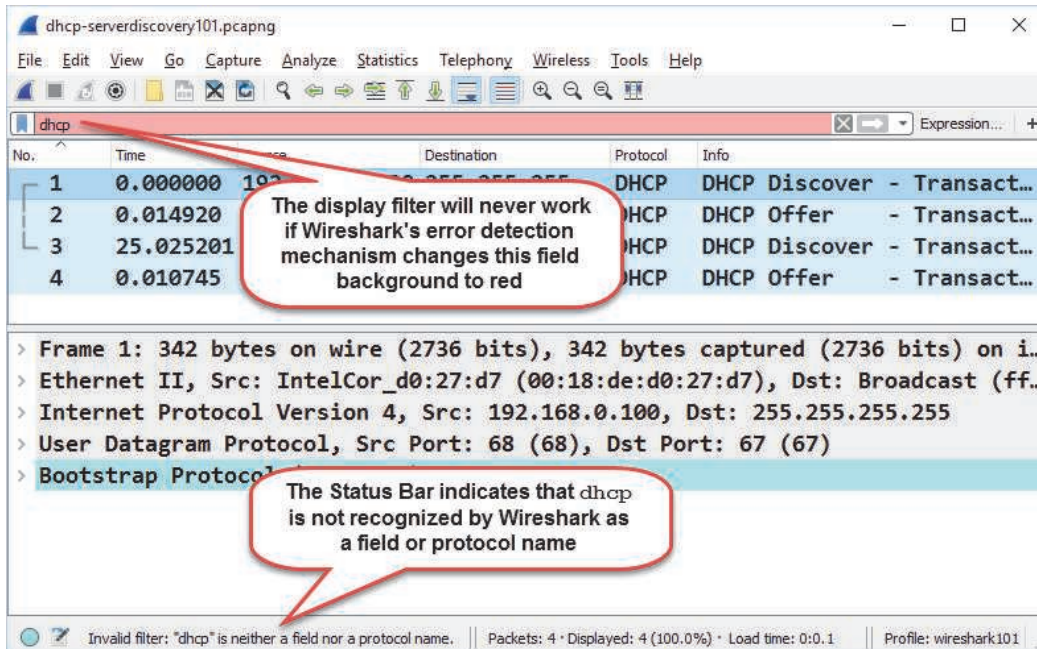 dhcp-serverdiscovery101.pcapng
File Edit View Go Capture Analyze Statistics Telephony Wireless Tools Help
dhcp Expression... +
No. Time Destination Protocol Info
1 0.000000 192 255.255.255 DHCP DHCP Discover - Transact...
2 0.014920 DHCP DHCP Offer - Transact...
3 25.025201 DHCP DHCP Discover - Transact...
4 0.010745 DHCP DHCP Offer - Transact...
The display filter will never work
if Wireshark's error detection
mechanism changes this field
background to red
> Frame 1: 342 bytes on wire (2736 bits), 342 bytes captured (2736 bits) on i...
> Ethernet II, Src: IntelCor_d0:27:d7 (00:18:de:d0:27:d7), Dst: Broadcast (ff...
> Internet Protocol Version 4, Src: 192.168.0.100, Dst: 255.255.255.255
> User Datagram Protocol, Src Port: 68 (68), Dst Port: 67 (67)
> Bootstrap Protocol
The Status Bar indicates that dhcp
is not recognized by Wireshark as
a field or protocol name
Invalid filter: "dhcp" is neither a field nor a protocol name. Packets: 4 · Displayed: 4 (100.0%) · Load time: 0:0.1 Profile: wireshark101